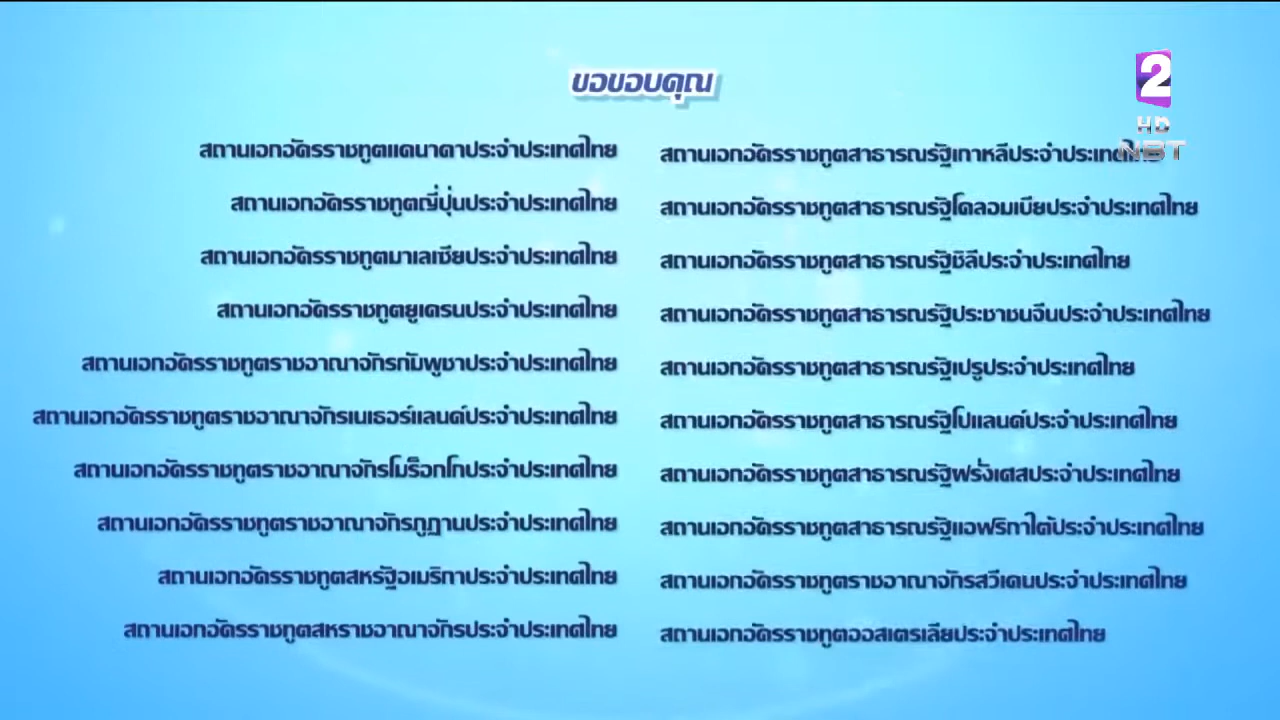 ขอขอบคุณ
สถานเอกอัครราชทูตแคนาดาประจำประเทศไทย
สถานเอกอัครราชทูตญี่ปุ่นประจำประเทศไทย
สถานเอกอัครราชทูตมาเลเซียประจำประเทศไทย
สถานเอกอัครราชทูตยูเครนประจำประเทศไทย
สถานเอกอัครราชทูตราชอาณาจักรกัมพูชาประจำประเทศไทย
สถานเอกอัครราชทูตราชอาณาจักรเนเธอร์แลนด์ประจำประเทศไทย
สถานเอกอัครราชทูตราชอาณาจักรโมร็อกโกประจำประเทศไทย
สถานเอกอัครราชทูตราชอาณาจักรภูฏานประจำประเทศไทย
สถานเอกอัครราชทูตสหรัฐอเมริกาประจำประเทศไทย
สถานเอกอัครราชทูตสหราชอาณาจักรประจำประเทศไทย
สถานเอกอัครราชทูตสาธารณรัฐเกาหลีประจำประเทศไทย
สถานเอกอัครราชทูตสาธารณรัฐโคลอมเบียประจำประเทศไทย
สถานเอกอัครราชทูตสาธารณรัฐชิลีประจำประเทศไทย
สถานเอกอัครราชทูตสาธารณรัฐประชาชนจีนประจำประเทศไทย
สถานเอกอัครราชทูตสาธารณรัฐเปรูประจำประเทศไทย
สถานเอกอัครราชทูตสาธารณรัฐโปแลนด์ประจำประเทศไทย
สถานเอกอัครราชทูตสาธารณรัฐฝรั่งเศสประจำประเทศไทย
สถานเอกอัครราชทูตสาธารณรัฐแอฟริกาใต้ประจำประเทศไทย
สถานเอกอัครราชทูตราชอาณาจักรสวีเดนประจำประเทศไทย
สถานเอกอัครราชทูตออสเตรเลียประจำประเทศไทย
2
HD
NBT